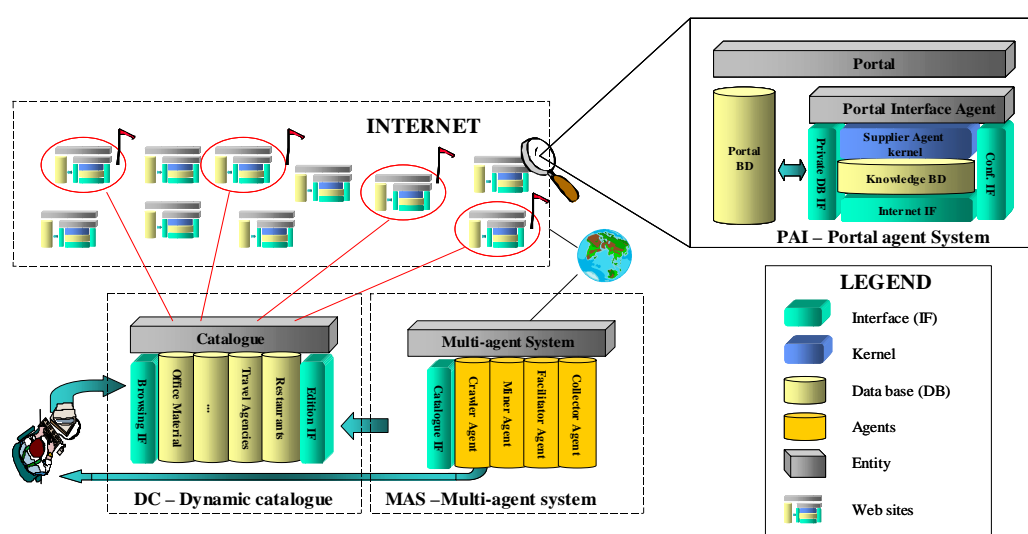 INTERNET
Portal
Portal Interface Agent
Portal
BD
Private DB IF
Supplier Agent
kernel
Knowledge BD
Internet IF
Conf. IF
PAI – Portal agent System
Catalogue
Browsing IF
Office Material
...
Travel Agencies
Restaurants
Edition IF
DC – Dynamic catalogue
Multi-agent System
Catalogue IF
Crawler Agent
Miner Agent
Facilitator Agent
Collector Agent
MAS –Multi-agent system
LEGEND
Interface (IF)
Kernel
Data base (DB)
Agents
Entity
Web sites